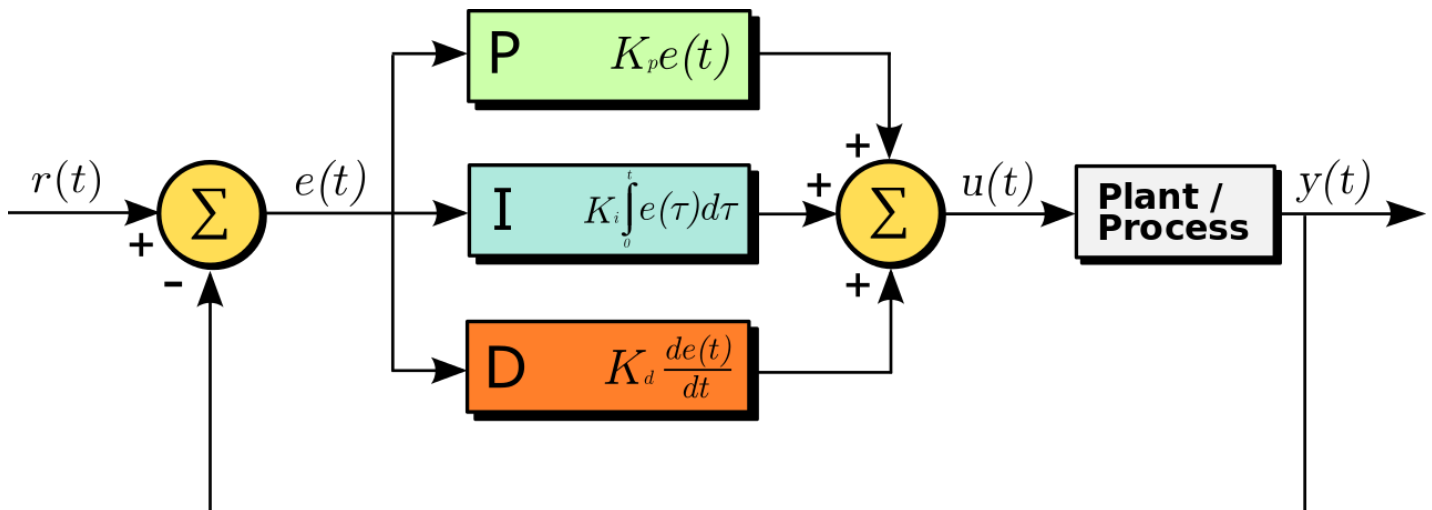 P K_p e(t)
r(t)
+
-
Σ
e(t)
I K_i ∫_0^t e(τ)dτ
D K_d de(t)/dt
+
+
+
Σ
u(t)
Plant /
Process
y(t)